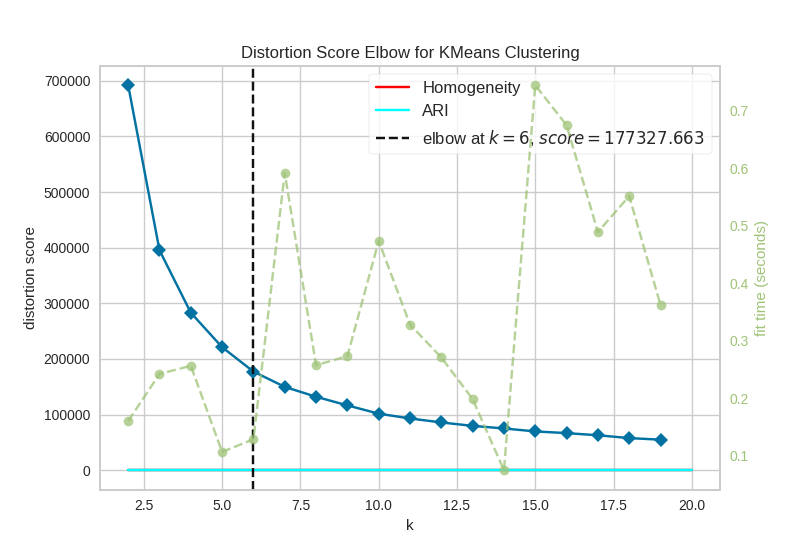 Distortion Score Elbow for KMeans Clustering
Homogeneity
ARI
elbow at k = 6, score = 177327.663
distortion score
700000
600000
500000
400000
300000
200000
100000
0
0.7
0.6
0.5
0.4
0.3
0.2
0.1
fit time (seconds)
2.5 5.0 7.5 10.0 12.5 15.0 17.5 20.0
k